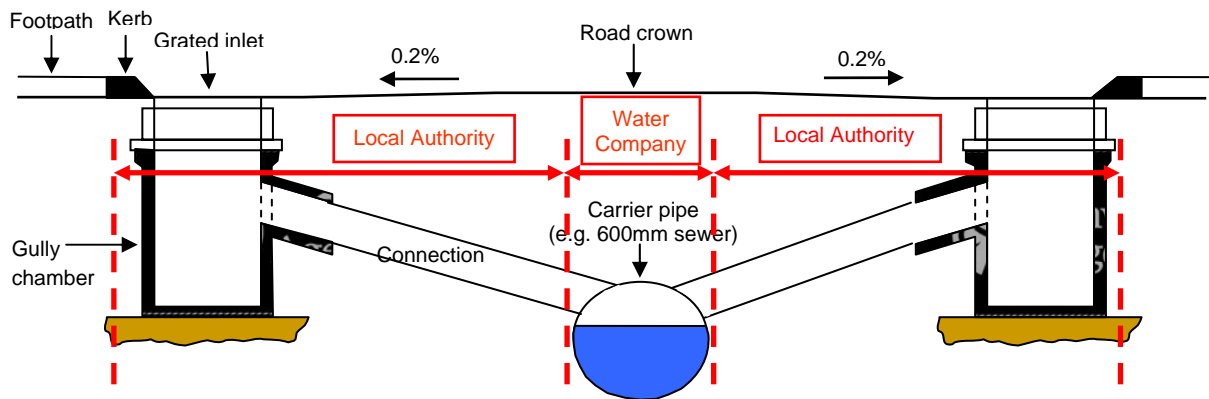 Footpath
Kerb
Grated inlet
Road crown
0.2%
0.2%
Local Authority
Water
Company
Local Authority
Carrier pipe
(e.g. 600mm sewer)
Gully
chamber
Connection